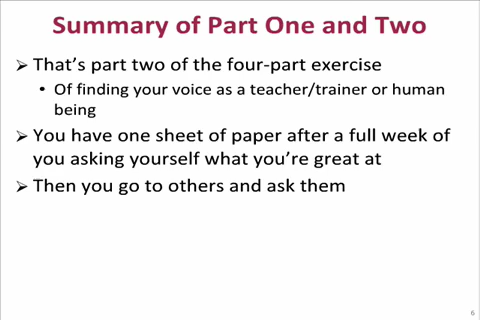 Summary of Part One and Two
➢ That's part two of the four-part exercise
• Of finding your voice as a teacher/trainer or human
being
➢ You have one sheet of paper after a full week of
you asking yourself what you're great at
➢ Then you go to others and ask them
6